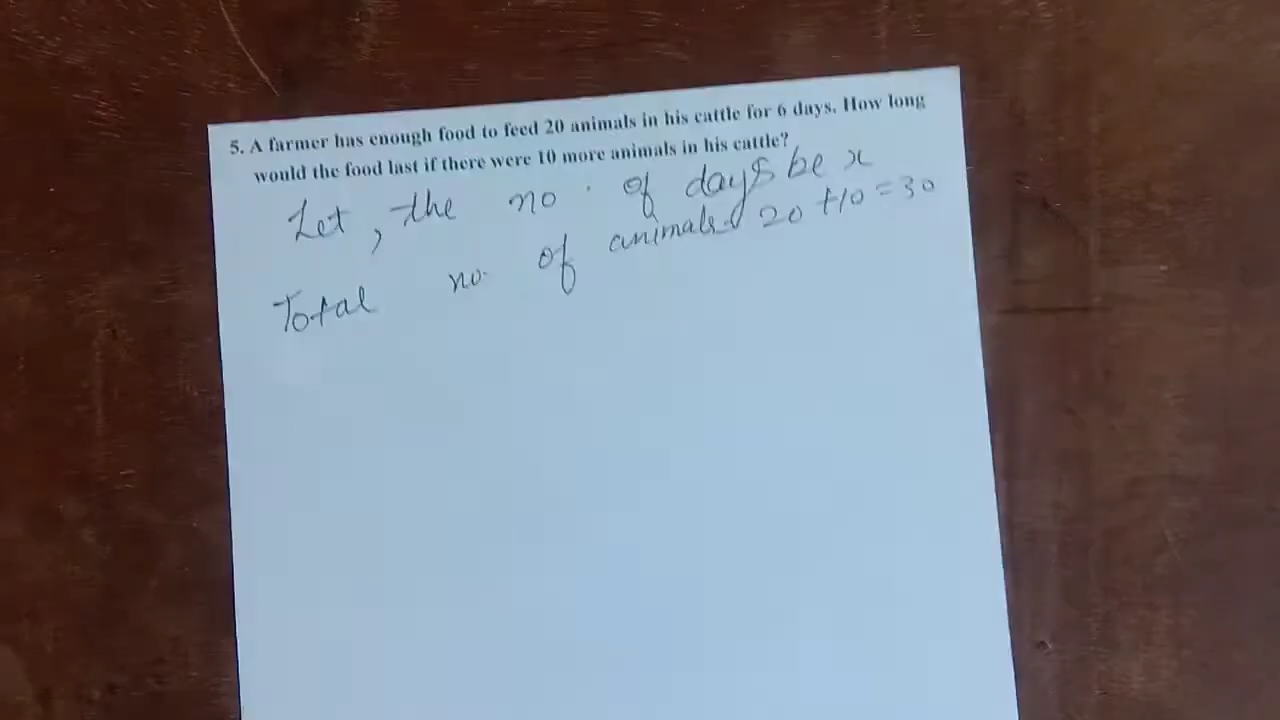 5. A farmer has enough food to feed 20 animals in his cattle for 6 days. How long
would the food last if there were 10 more animals in his cattle?
Let, the no. of days be x
Total no. of animals 20 + 10 = 30